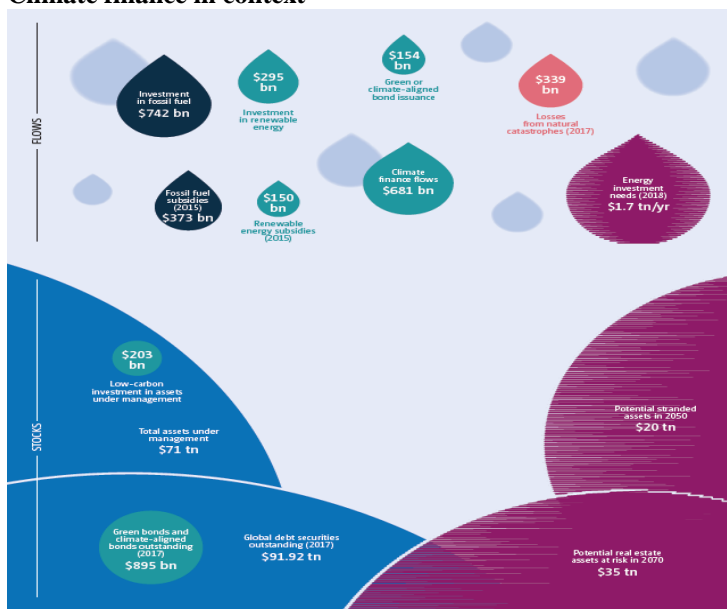 Climate finance in context
FLOWS
Investment
in fossil fuel
$742 bn
$295
bn
Investment
in renewable
energy
$154
bn
Green or
climate-aligned
bond issuance
$339
bn
Losses
from natural
catastrophes (2017)
Fossil fuel
subsidies
(2015)
$373 bn
$150
bn
Renewable
energy subsidies
(2015)
Climate
finance flows
$681 bn
Energy
investment
needs (2018)
$1.7 tn/yr
STOCKS
$203
bn
Low-carbon
investment in assets
under management
Total assets under
management
$71 tn
Potential stranded
assets in 2050
$20 tn
Green bonds and
climate-aligned
bonds outstanding
(2017)
$895 bn
Global debt securities
outstanding (2017)
$91.92 tn
Potential real estate
assets at risk in 2070
$35 tn